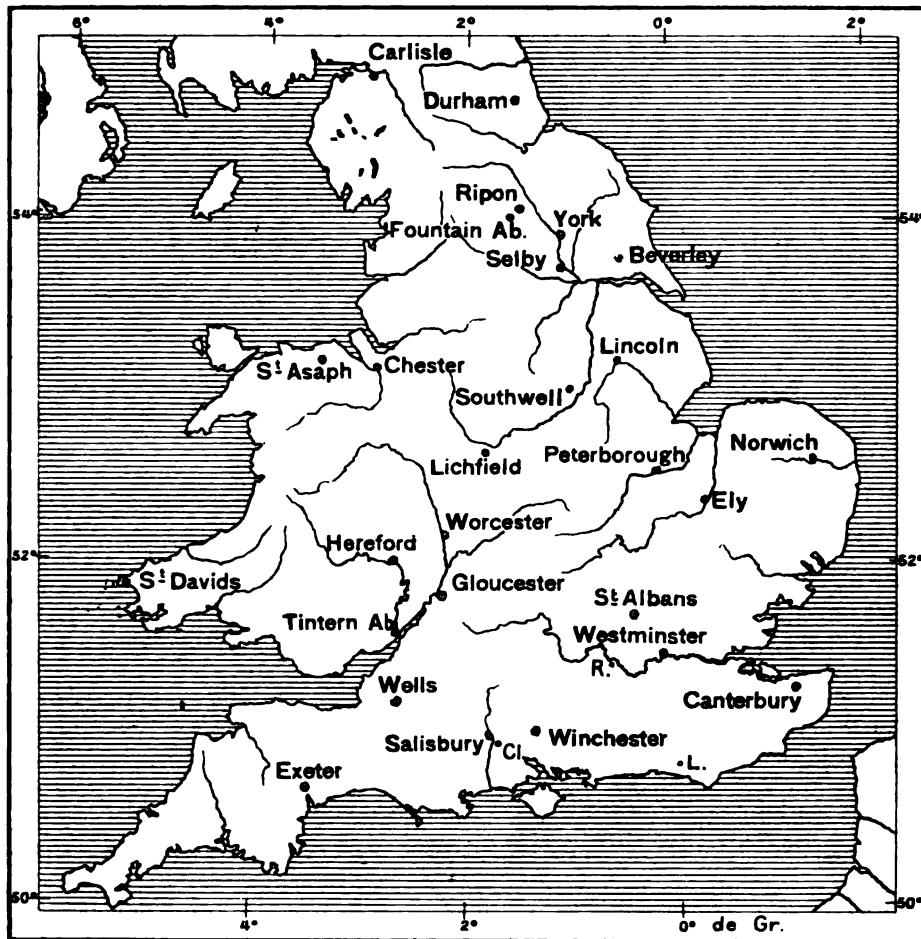 6° 4° 2° 0° 2°
Carlisle
Durham
Ripon
54° 54°
Fountain Ab.
York
Selby
Beverley
St Asaph
Chester
Lincoln
Southwell
Lichfield
Peterborough
Norwich
Ely
Worcester
Hereford
52° 52°
St Davids
Gloucester
St Albans
Tintern Ab.
Westminster
R.
Wells
Canterbury
Salisbury
Cl.
Winchester
L.
Exeter
50° 50°
4° 2° 0° de Gr.